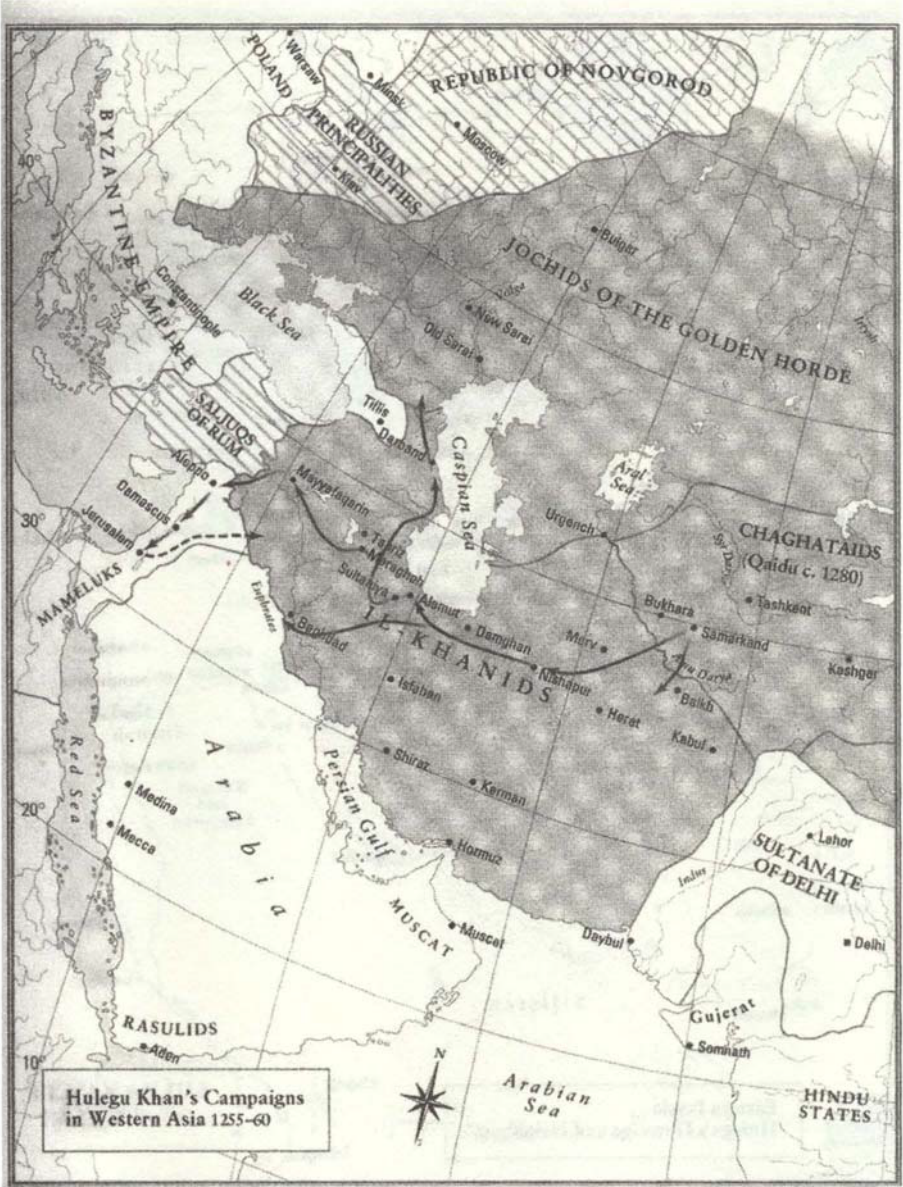 POLAND
Warsaw
Minsk
REPUBLIC OF NOVGOROD
RUSSIAN
PRINCIPALITIES
Moscow
Kiev
BYZANTINE EMPIRE
40°
Constantinople
Black Sea
Bulgar
JOCHIDS OF THE GOLDEN HORDE
Volga
New Sarai
Old Sarai
Irtysh
SALJUQS
OF RUM
Tiflis
Darband
Caspian Sea
Aral
Sea
Aleppo
Damascus
Jerusalem
30°
MAMELUKS
Mayyafaqarin
Tabriz
Maragheh
Sultaniya
Alamut
Urgench
Syr Darya
CHAGHATAIDS
(Qaidu c. 1280)
Tashkent
Bukhara
Samarkand
Kashgar
Euphrates
Baghdad
IL-KHANIDS
Damghan
Merv
Nishapur
Amu Darya
Balkh
Isfahan
Herat
Kabul
Red Sea
Arabia
Persian Gulf
Shiraz
Kerman
20°
Medina
Mecca
Hormuz
Lahor
SULTANATE
OF DELHI
Indus
MUSCAT
Muscat
Daybul
Delhi
Gujerat
Somnath
RASULIDS
Aden
10°
N
S
Arabian
Sea
HINDU
STATES
Hulegu Khan's Campaigns
in Western Asia 1255–60